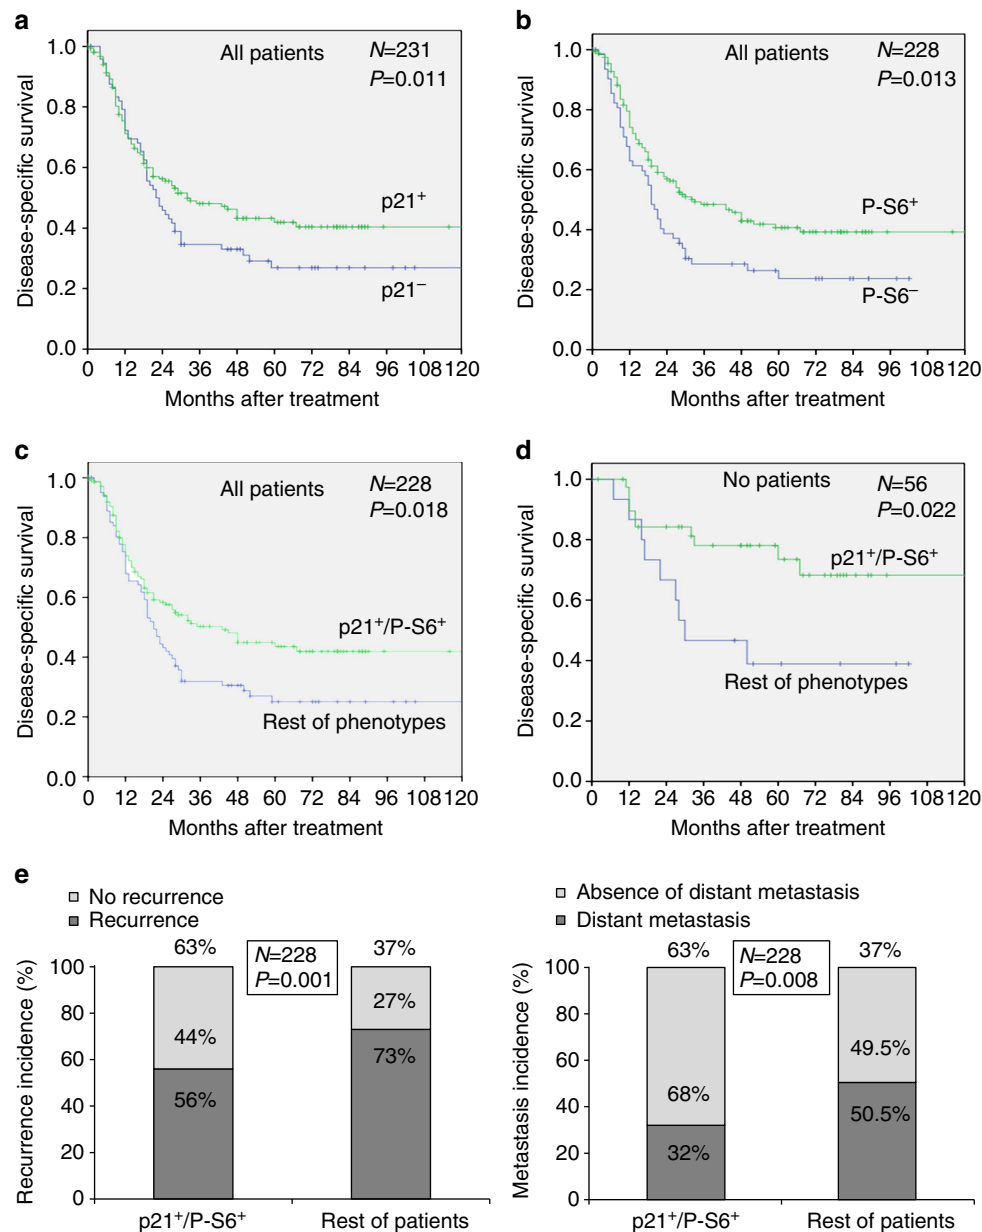 a
All patients
N=231
P=0.011
Disease-specific survival
1.0
0.8
0.6
0.4
0.2
0.0
p21⁺
p21⁻
0 12 24 36 48 60 72 84 96 108 120
Months after treatment
b
All patients
N=228
P=0.013
Disease-specific survival
1.0
0.8
0.6
0.4
0.2
0.0
P-S6⁺
P-S6⁻
0 12 24 36 48 60 72 84 96 108 120
Months after treatment
c
All patients
N=228
P=0.018
Disease-specific survival
1.0
0.8
0.6
0.4
0.2
0.0
p21⁺/P-S6⁺
Rest of phenotypes
0 12 24 36 48 60 72 84 96 108 120
Months after treatment
d
No patients
N=56
P=0.022
Disease-specific survival
1.0
0.8
0.6
0.4
0.2
0.0
p21⁺/P-S6⁺
Rest of phenotypes
0 12 24 36 48 60 72 84 96 108 120
Months after treatment
e
No recurrence
Recurrence
63%
N=228
P=0.001
37%
Recurrence incidence (%)
100
80
60
40
20
0
44%
56%
27%
73%
p21⁺/P-S6⁺
Rest of patients
Absence of distant metastasis
Distant metastasis
63%
N=228
P=0.008
37%
Metastasis incidence (%)
100
80
60
40
20
0
68%
32%
49.5%
50.5%
p21⁺/P-S6⁺
Rest of patients